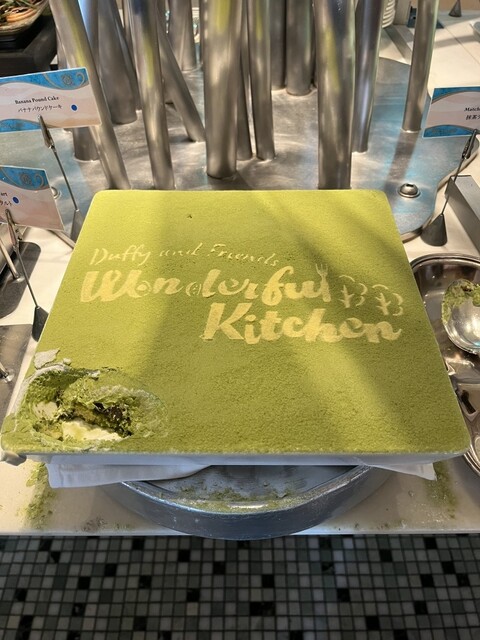 Banana Pound Cake
バナナパウンドケーキ
Duffy and Friends
Wonderful
Kitchen